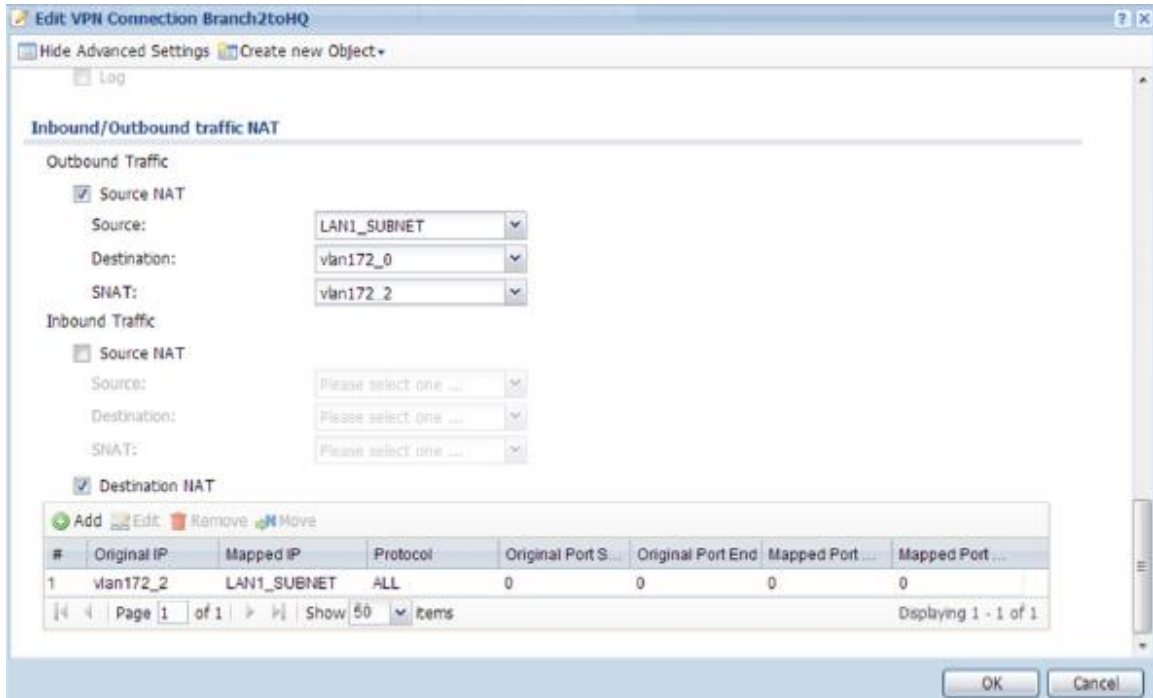 Edit VPN Connection Branch2toHQ
Hide Advanced Settings Create new Object
Log
Inbound/Outbound traffic NAT
Outbound Traffic
Source NAT
Source: LAN1_SUBNET
Destination: vlan172_0
SNAT: vlan172_2
Inbound Traffic
Source NAT
Source: Please select one ...
Destination: Please select one ...
SNAT: Please select one ...
Destination NAT
Add Edit Remove Move
# Original IP Mapped IP Protocol Original Port S... Original Port End Mapped Port ... Mapped Port ...
1 vlan172_2 LAN1_SUBNET ALL 0 0 0 0
Page 1 of 1 Show 50 items Displaying 1 - 1 of 1
OK Cancel